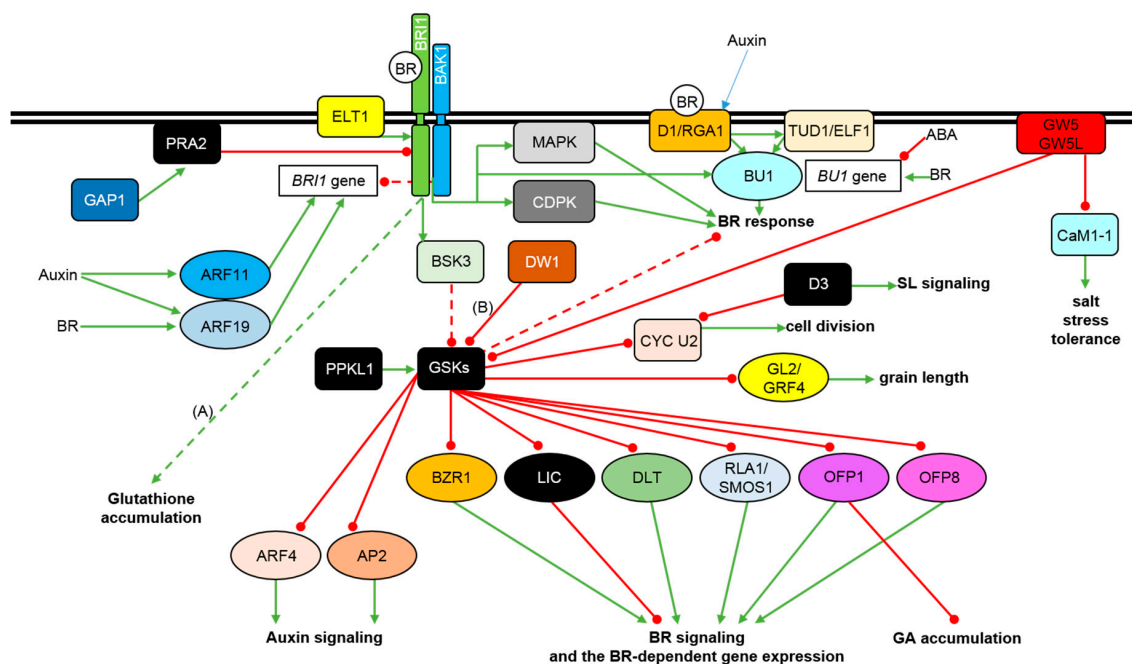 BRI1
BAK1
BR
Auxin
BR
ELT1
D1/RGA1
TUD1/ELF1
ABA
GW5
GW5L
PRA2
MAPK
BU1
BU1 gene
BR
BRI1 gene
GAP1
CDPK
BR response
CaM1-1
Auxin
ARF11
BSK3
DW1
D3
SL signaling
salt
stress
tolerance
BR
ARF19
(B)
CYC U2
cell division
PPKL1
GSKs
GL2/
GRF4
grain length
(A)
BZR1
LIC
DLT
RLA1/
SMOS1
OFP1
OFP8
Glutathione
accumulation
ARF4
AP2
Auxin signaling
BR signaling
and the BR-dependent gene expression
GA accumulation